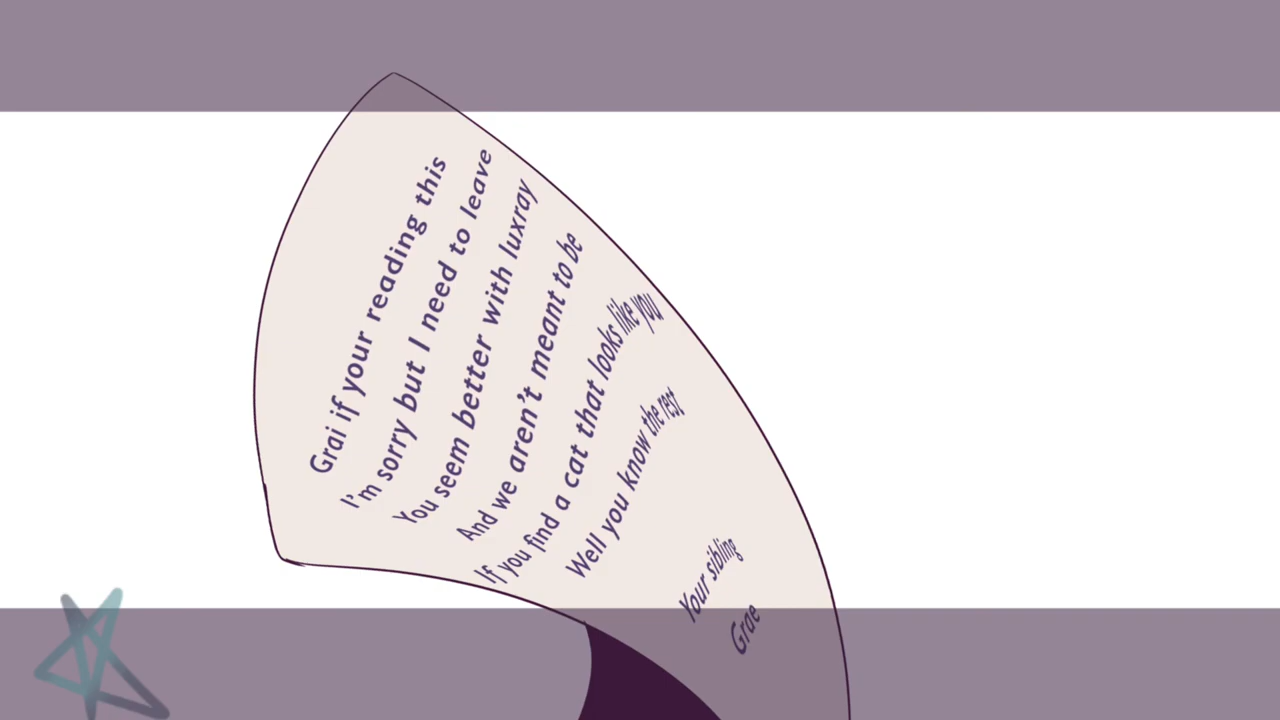 Grai if your reading this
I'm sorry but I need to leave
You seem better with luxray
And we aren't meant to be
If you find a cat that looks like you
Well you know the rest
Your sibling
Grae